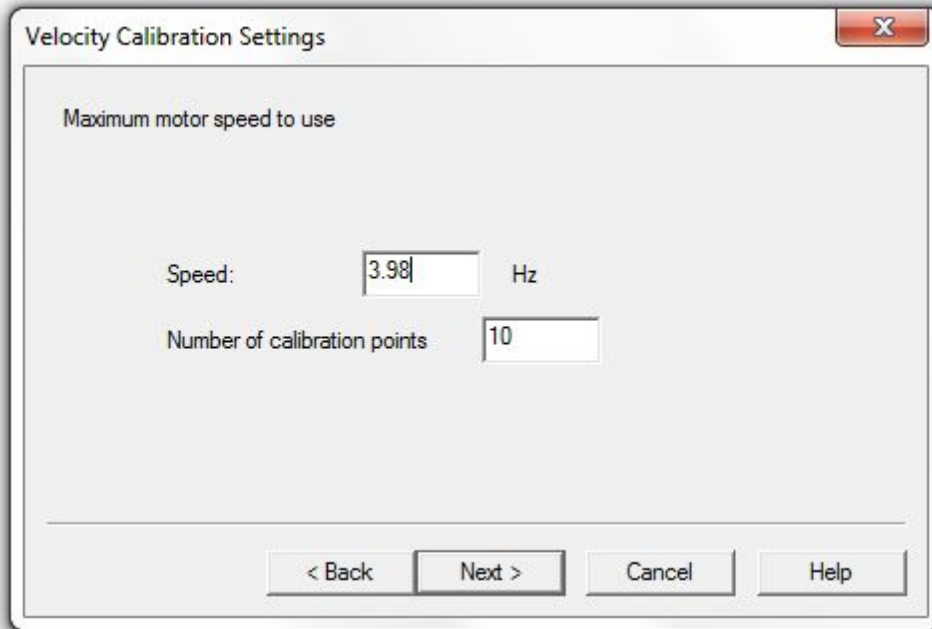 Velocity Calibration Settings
Maximum motor speed to use
Speed: 3.98 Hz
Number of calibration points 10
< Back Next > Cancel Help